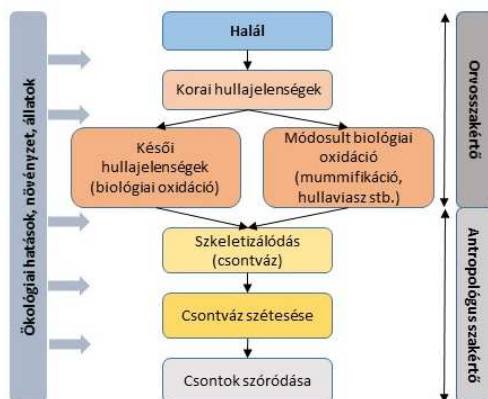 Halál
Korai hullajelenségek
Késői
hullajelenségek
(biológiai oxidáció)
Módosult biológiai
oxidáció
(mummifikáció,
hullaviasz stb.)
Szkeletizálódás
(csontváz)
Csontváz szétesése
Csontok szóródása
Ökológiai hatások, növényzet, állatok
Orvosszakértő
Antropológus szakértő